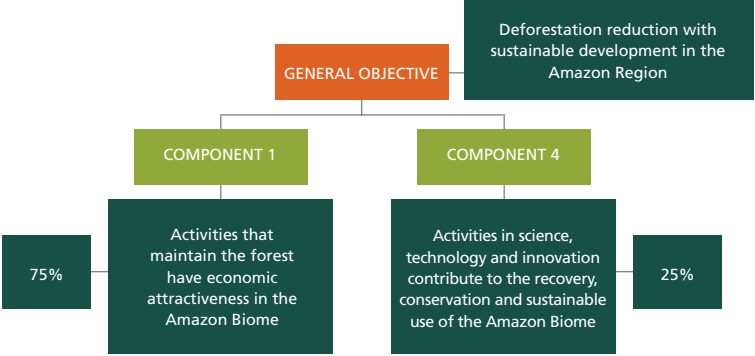 Deforestation reduction with
sustainable development in the
Amazon Region
GENERAL OBJECTIVE
COMPONENT 1
COMPONENT 4
75%
Activities that
maintain the forest
have economic
attractiveness in the
Amazon Biome
Activities in science,
technology and innovation
contribute to the recovery,
conservation and sustainable
use of the Amazon Biome
25%